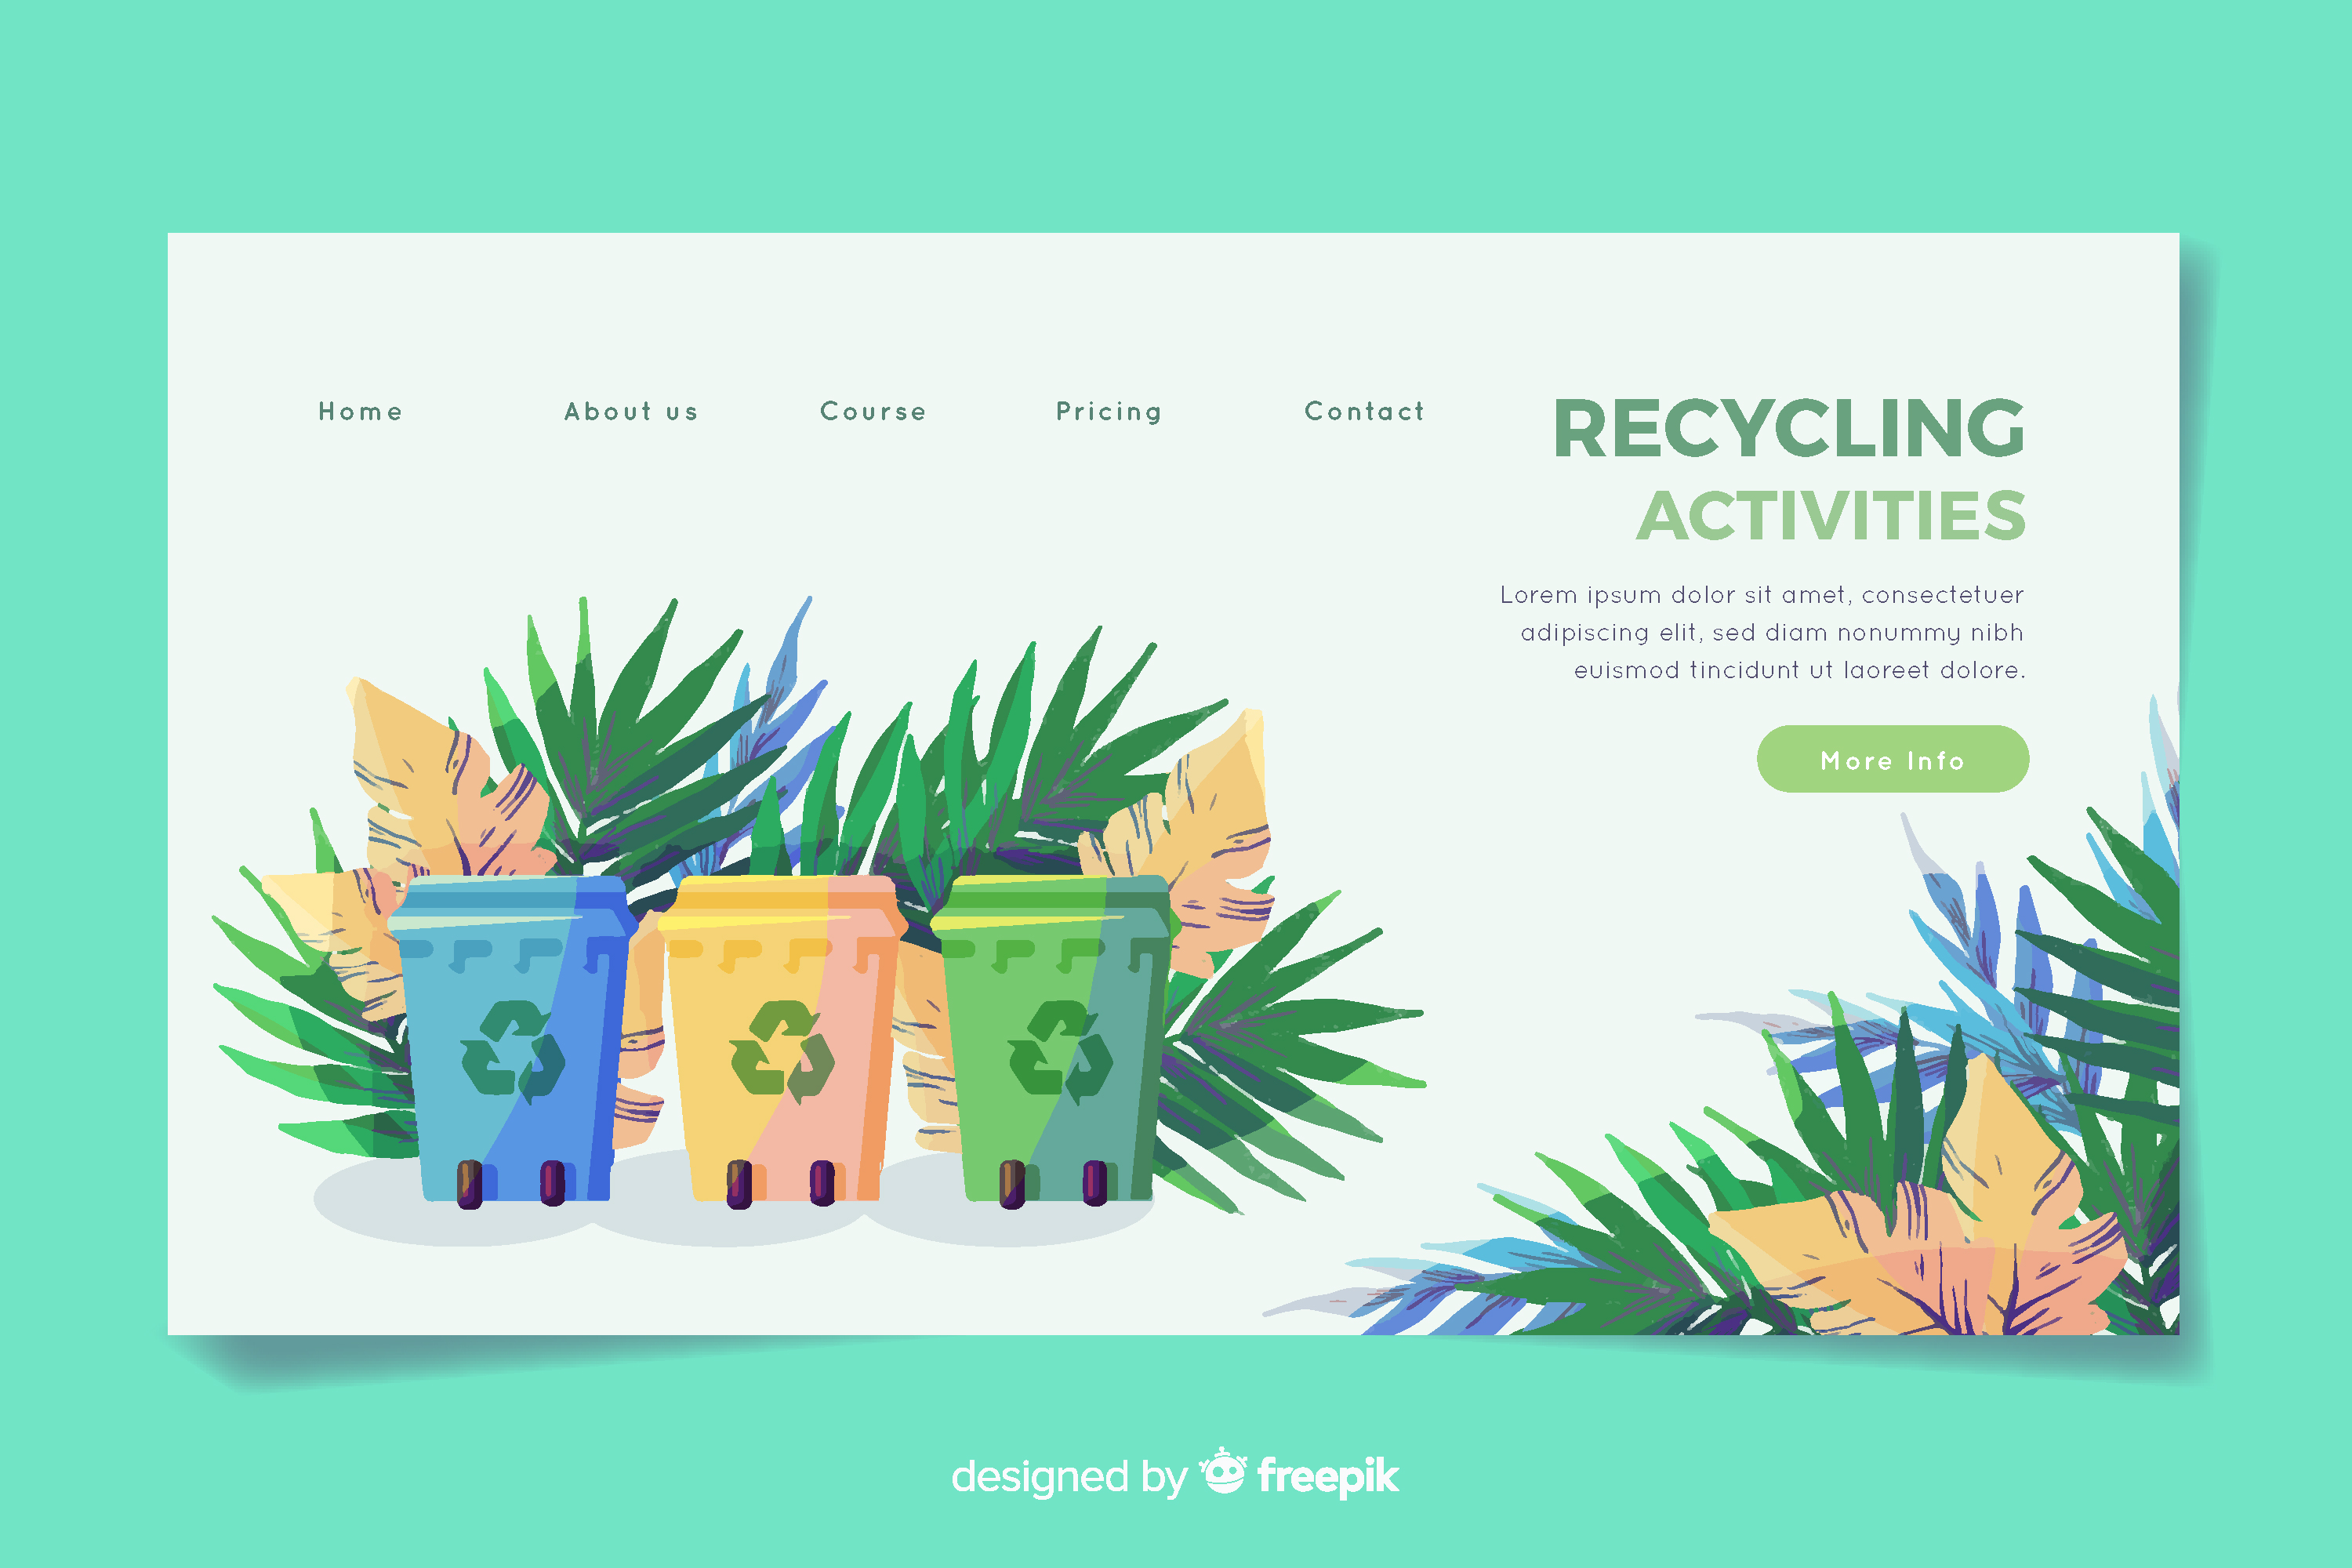 Home About us Course Pricing Contact
RECYCLING
ACTIVITIES
Lorem ipsum dolor sit amet, consectetuer
adipiscing elit, sed diam nonummy nibh
euismod tincidunt ut laoreet dolore.
More Info
designed by freepik